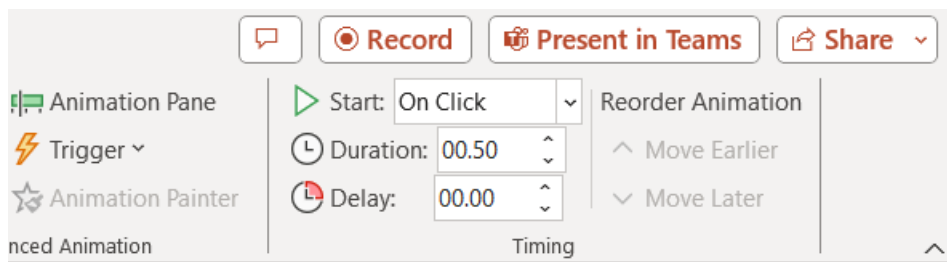 Record Present in Teams Share
Animation Pane Start: On Click Reorder Animation
Trigger Duration: 00.50 Move Earlier
Animation Painter Delay: 00.00 Move Later
nced Animation Timing